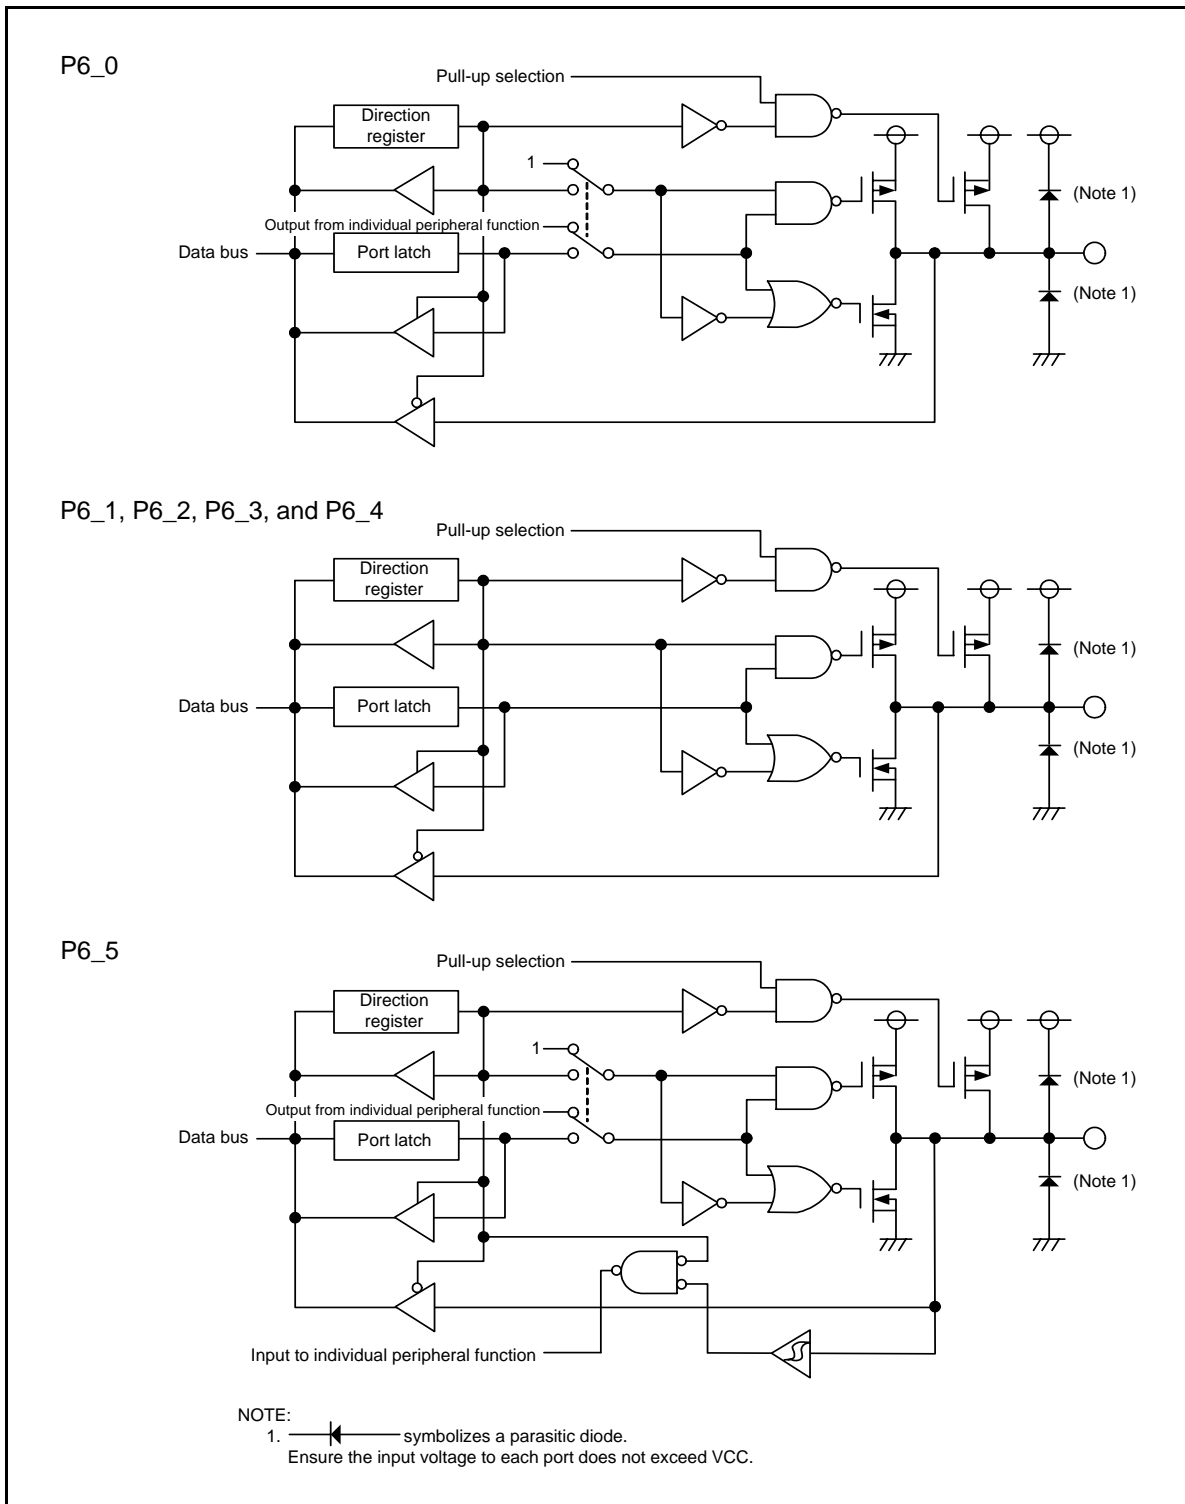 P6_0
Pull-up selection
Direction
register
1
(Note 1)
Output from individual peripheral function
Data bus
Port latch
(Note 1)
P6_1, P6_2, P6_3, and P6_4
Pull-up selection
Direction
register
(Note 1)
Data bus
Port latch
(Note 1)
P6_5
Pull-up selection
Direction
register
1
(Note 1)
Output from individual peripheral function
Data bus
Port latch
(Note 1)
Input to individual peripheral function
NOTE:
1. symbolizes a parasitic diode.
Ensure the input voltage to each port does not exceed VCC.